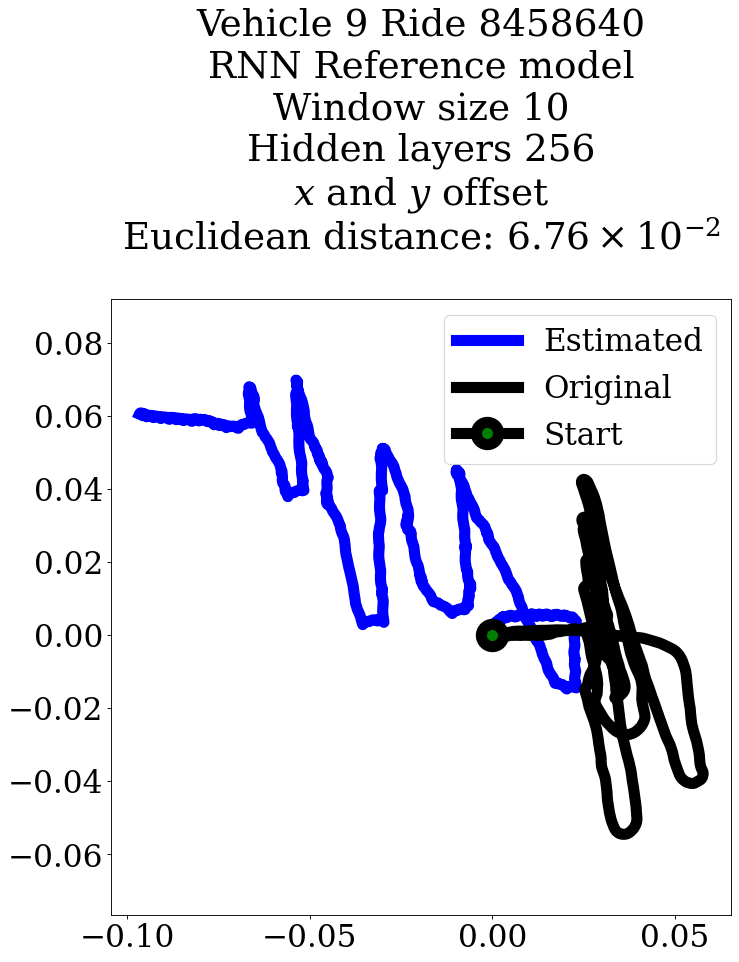 Vehicle 9 Ride 8458640
RNN Reference model
Window size 10
Hidden layers 256
x and y offset
Euclidean distance: 6.76 × 10⁻²
Estimated
Original
Start
0.08
0.06
0.04
0.02
0.00
−0.02
−0.04
−0.06
−0.10
−0.05
0.00
0.05